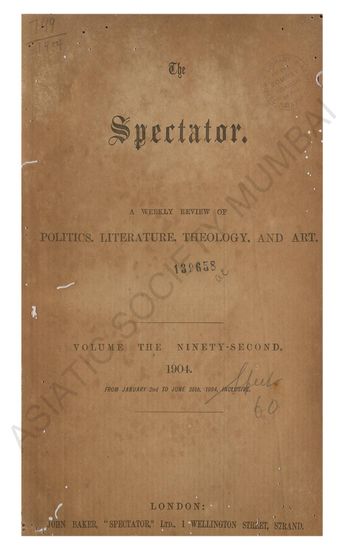 The
Spectator.
A WEEKLY REVIEW OF
POLITICS, LITERATURE, THEOLOGY, AND ART.
139658
VOLUME THE NINETY-SECOND.
1904.
FROM JANUARY 2nd TO JUNE 25th, 1904, INCLUSIVE.
60
LONDON:
JOHN BAKER, "SPECTATOR," LTD., 1 WELLINGTON STREET, STRAND.
ASIATIC SOCIETY MUMBAI